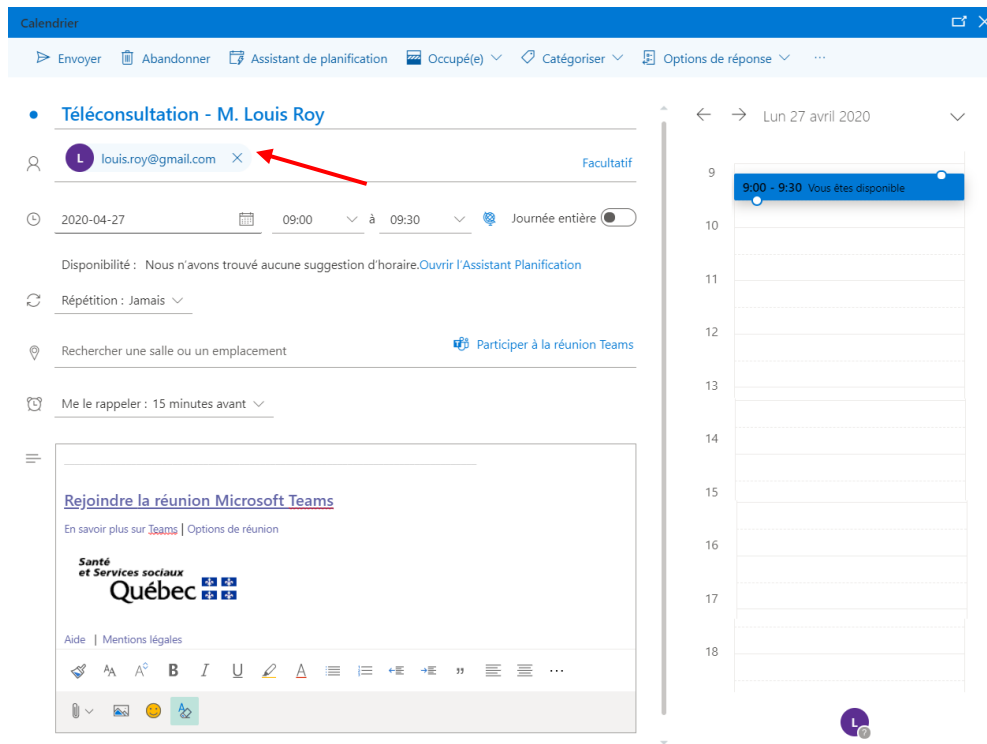 Calendrier
Envoyer Abandonner Assistant de planification Occupé(e) Catégoriser Options de réponse ...
Téléconsultation - M. Louis Roy
L louis.roy@gmail.com
Facultatif
2020-04-27 09:00 à 09:30 Journée entière
Disponibilité : Nous n'avons trouvé aucune suggestion d'horaire.Ouvrir l'Assistant Planification
Répétition : Jamais
Rechercher une salle ou un emplacement Participer à la réunion Teams
Me le rappeler : 15 minutes avant
Rejoindre la réunion Microsoft Teams
En savoir plus sur Teams | Options de réunion
Santé
et Services sociaux
Québec
Aide | Mentions légales
Lun 27 avril 2020
9
9:00 - 9:30 Vous êtes disponible
10
11
12
13
14
15
16
17
18
L